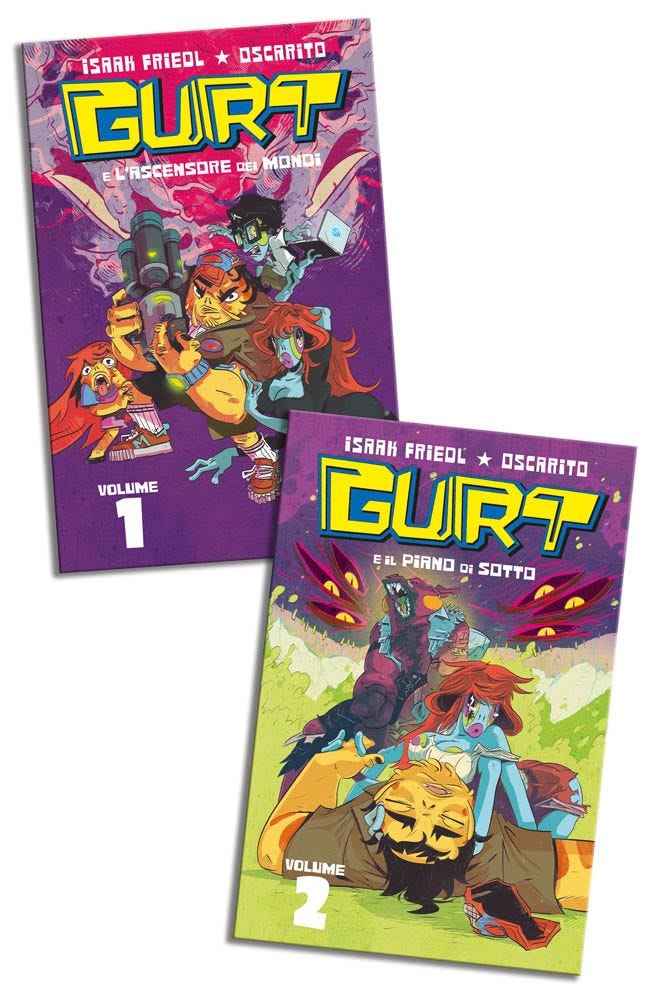 ISAAK FRIEDL ★ OSCARITO
GURT
E L'ASCENSORE DEI MONDI
VOLUME
1
ISAAK FRIEDL ★ OSCARITO
GURT
E IL PIANO DI SOTTO
VOLUME
2